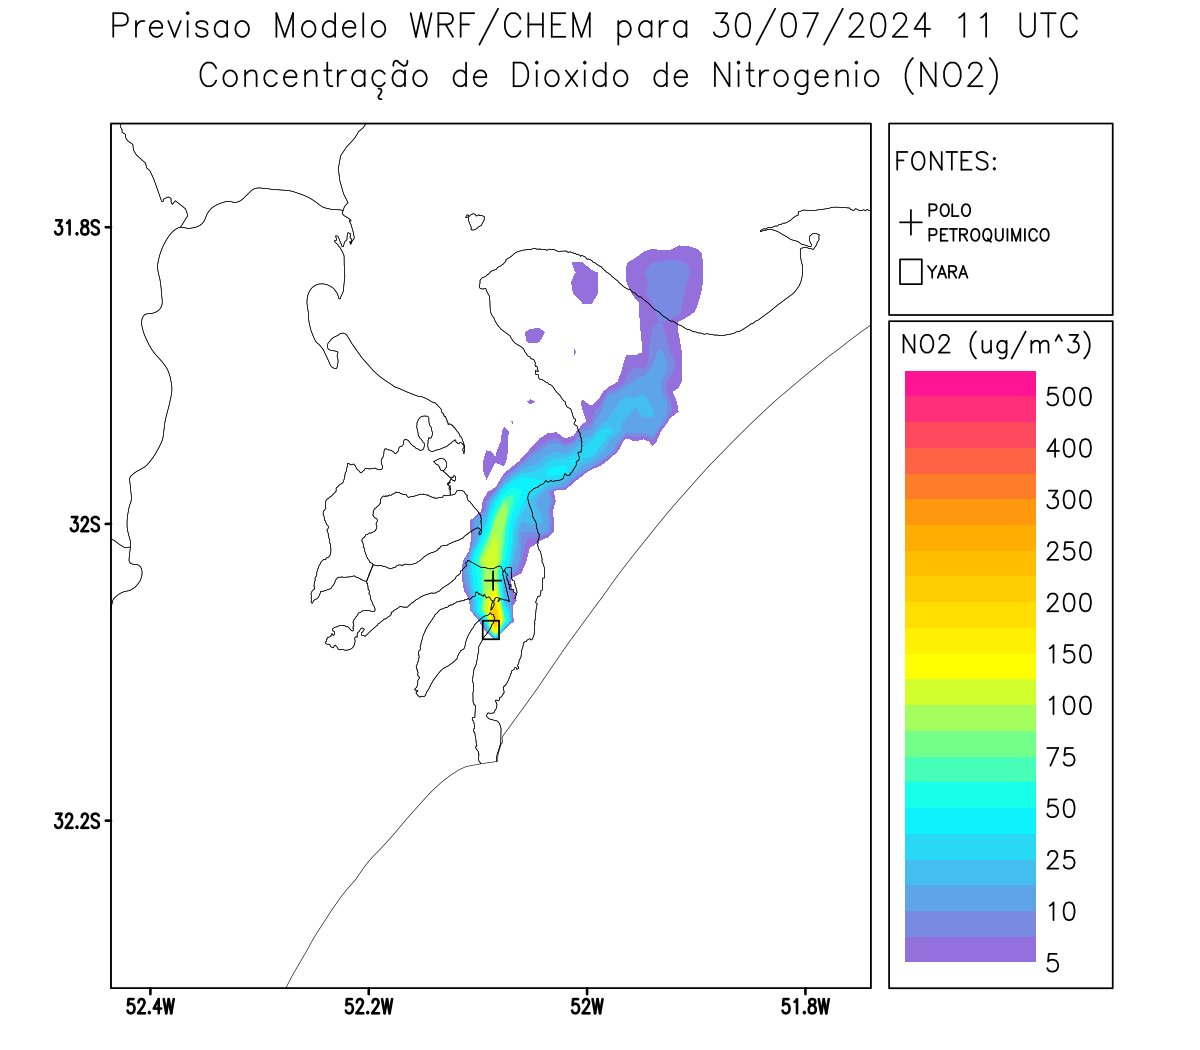 Previsao Modelo WRF/CHEM para 30/07/2024 11 UTC
Concentração de Dioxido de Nitrogenio (NO2)
FONTES:
POLO
PETROQUIMICO
YARA
NO2 (ug/m^3)
500
400
300
250
200
150
100
75
50
25
10
5
31.8S
32S
32.2S
52.4W
52.2W
52W
51.8W